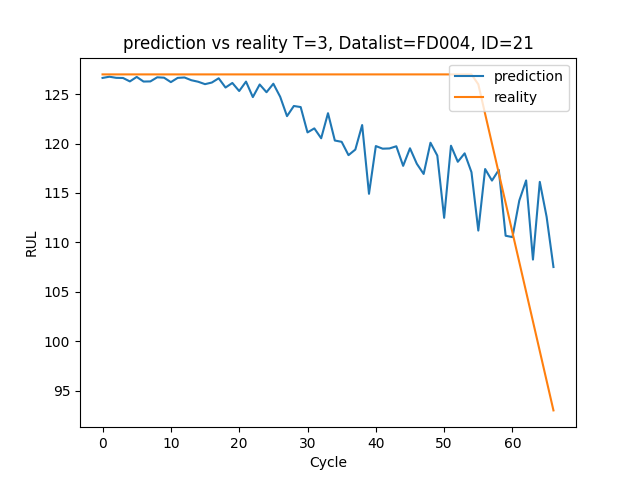 prediction vs reality T=3, Datalist=FD004, ID=21
prediction
reality
RUL
125
120
115
110
105
100
95
0 10 20 30 40 50 60
Cycle